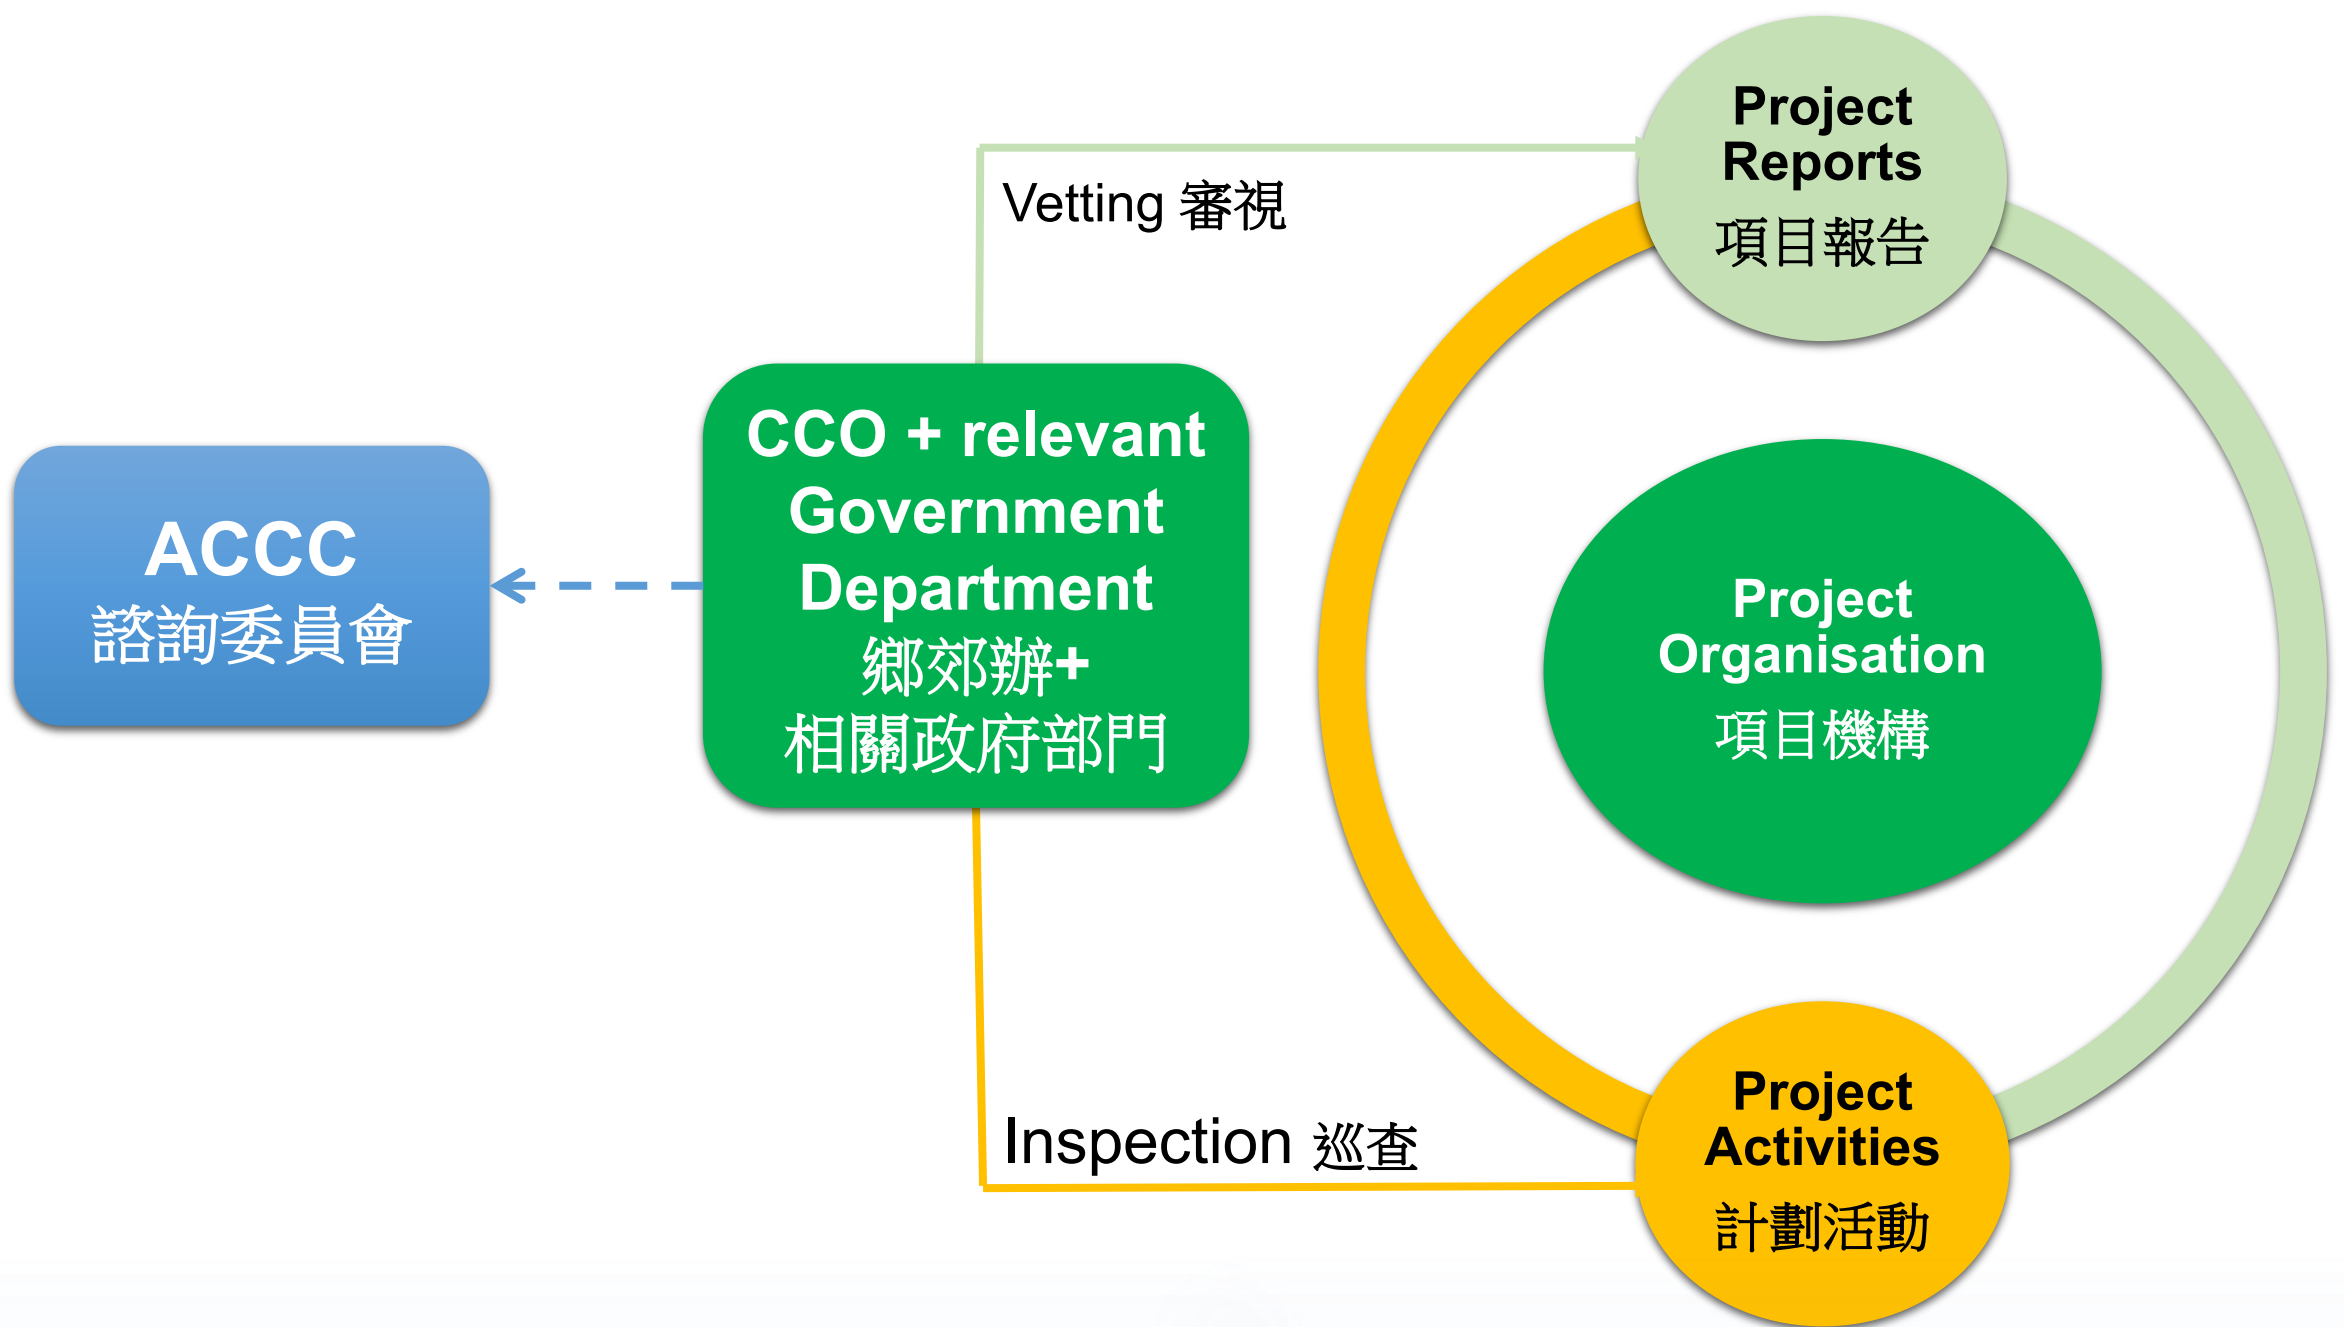 ACCC
諮詢委員會
CCO + relevant
Government
Department
鄉郊辦+
相關政府部門
Vetting 審視
Inspection 巡查
Project
Reports
項目報告
Project
Organisation
項目機構
Project
Activities
計劃活動